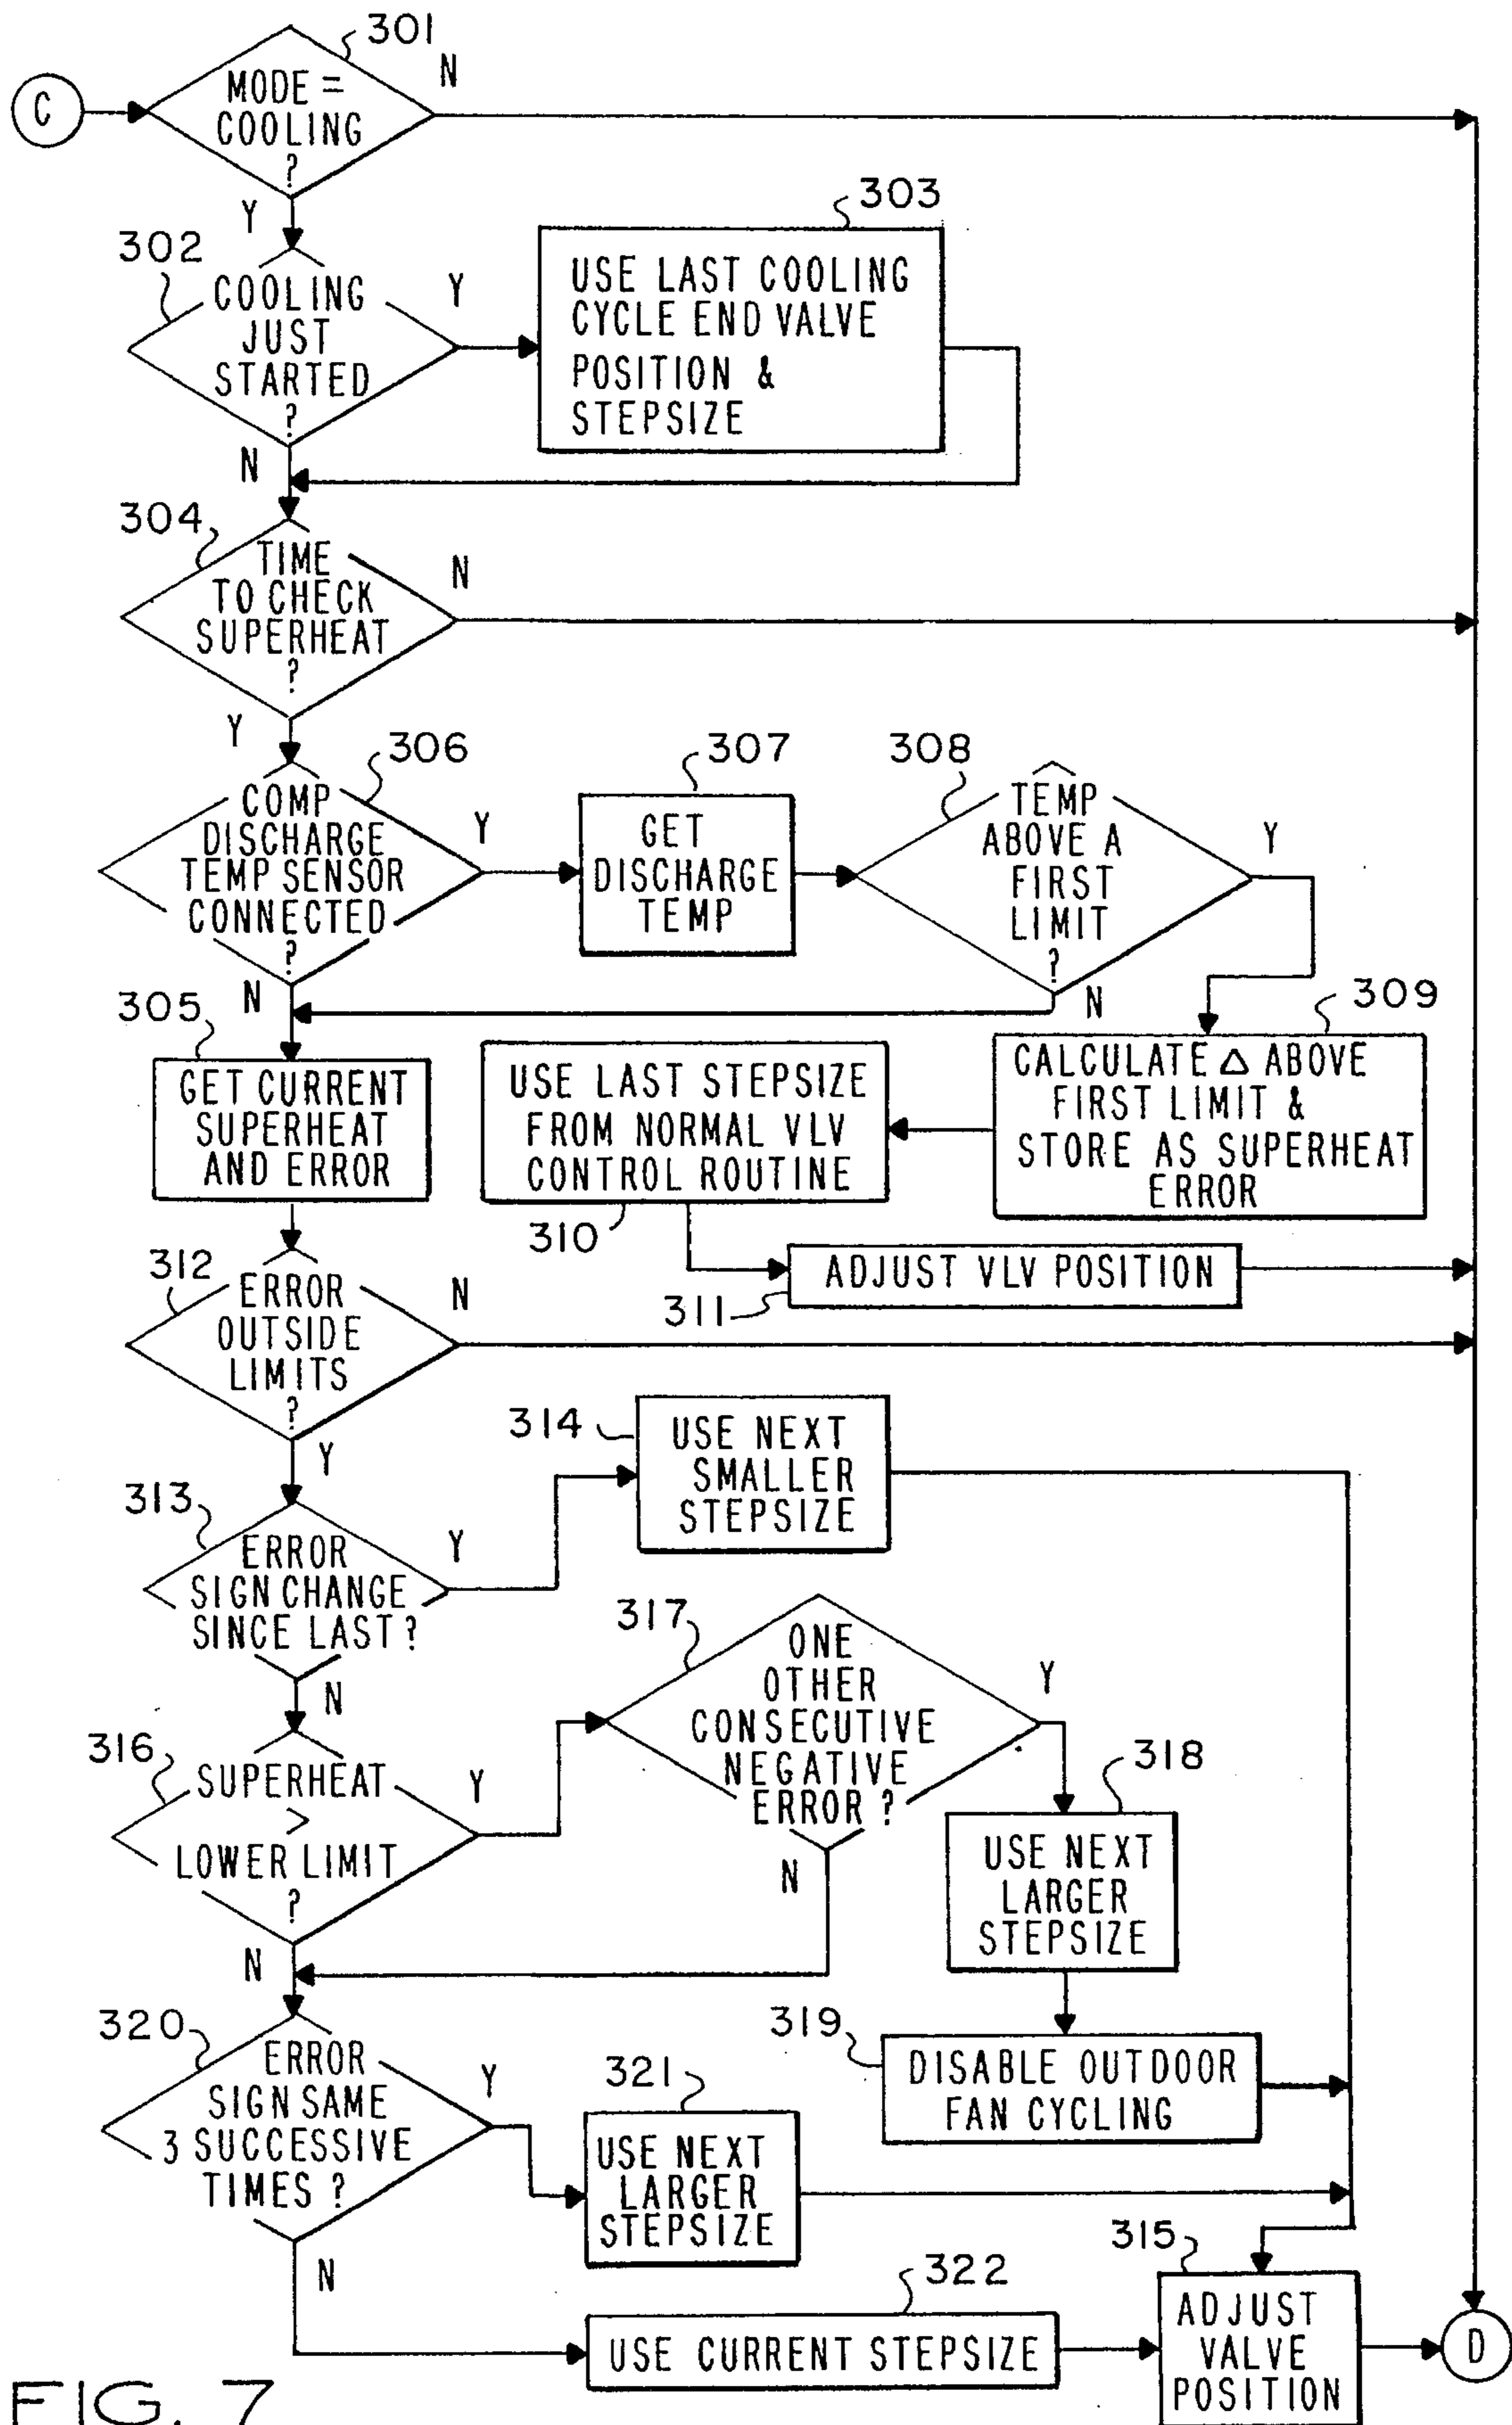 301
N
C
MODE =
COOLING
?
Y
303
302
COOLING
JUST
STARTED
?
Y
USE LAST COOLING
CYCLE END VALVE
POSITION &
STEPSIZE
N
304
TIME
TO CHECK
SUPERHEAT
?
N
Y
306
307
308
COMP
DISCHARGE
TEMP SENSOR
CONNECTED
?
Y
GET
DISCHARGE
TEMP
TEMP
ABOVE A
FIRST
LIMIT
?
Y
N
N
305
309
GET CURRENT
SUPERHEAT
AND ERROR
USE LAST STEPSIZE
FROM NORMAL VLV
CONTROL ROUTINE
CALCULATE △ ABOVE
FIRST LIMIT &
STORE AS SUPERHEAT
ERROR
310
312
ERROR
OUTSIDE
LIMITS
?
N
ADJUST VLV POSITION
311
Y
314
USE NEXT
SMALLER
STEPSIZE
313
ERROR
SIGN CHANGE
SINCE LAST ?
Y
317
ONE
OTHER
CONSECUTIVE
NEGATIVE
ERROR ?
Y
N
316
SUPERHEAT
>
LOWER LIMIT
?
Y
318
USE NEXT
LARGER
STEPSIZE
N
N
320
ERROR
SIGN SAME
3 SUCCESSIVE
TIMES ?
Y
319
DISABLE OUTDOOR
FAN CYCLING
321
USE NEXT
LARGER
STEPSIZE
N
315
322
USE CURRENT STEPSIZE
ADJUST
VALVE
POSITION
D
FIG. 7